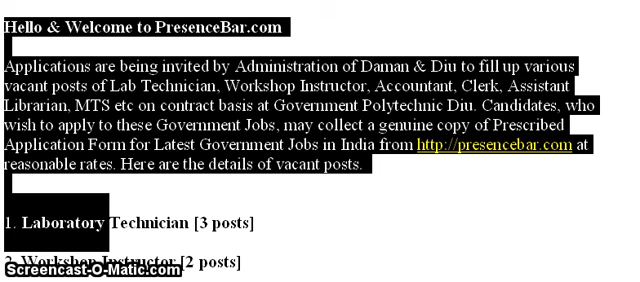 Hello & Welcome to PresenceBar.com
Applications are being invited by Administration of Daman & Diu to fill up various
vacant posts of Lab Technician, Workshop Instructor, Accountant, Clerk, Assistant
Librarian, MTS etc on contract basis at Government Polytechnic Diu. Candidates, who
wish to apply to these Government Jobs, may collect a genuine copy of Prescribed
Application Form for Latest Government Jobs in India from http://presencebar.com at
reasonable rates. Here are the details of vacant posts.
1. Laboratory Technician [3 posts]
2. Workshop Instructor [2 posts]
Screencast-O-Matic.com